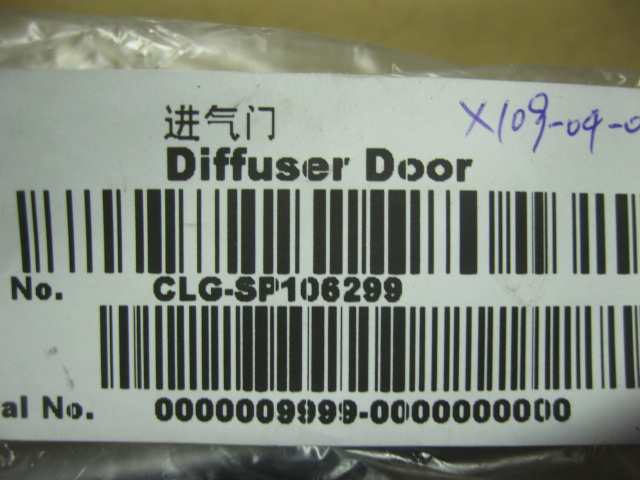 进气门
X109-04-0
Diffuser Door
No. CLG-SP106299
al No. 0000009999-0000000000